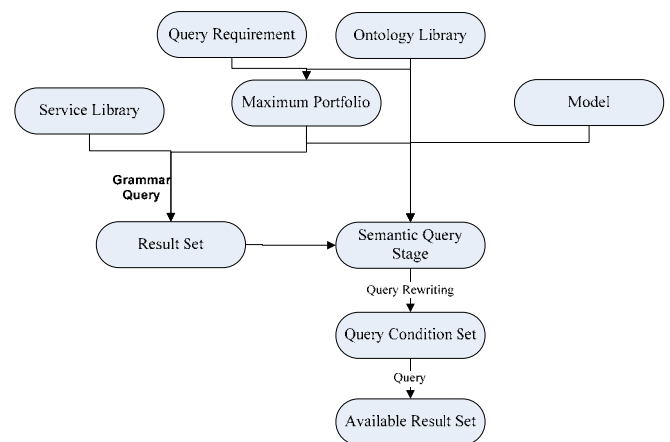 Query Requirement
Ontology Library
Service Library
Maximum Portfolio
Model
Grammar
Query
Result Set
Semantic Query
Stage
Query Rewriting
Query Condition Set
Query
Available Result Set